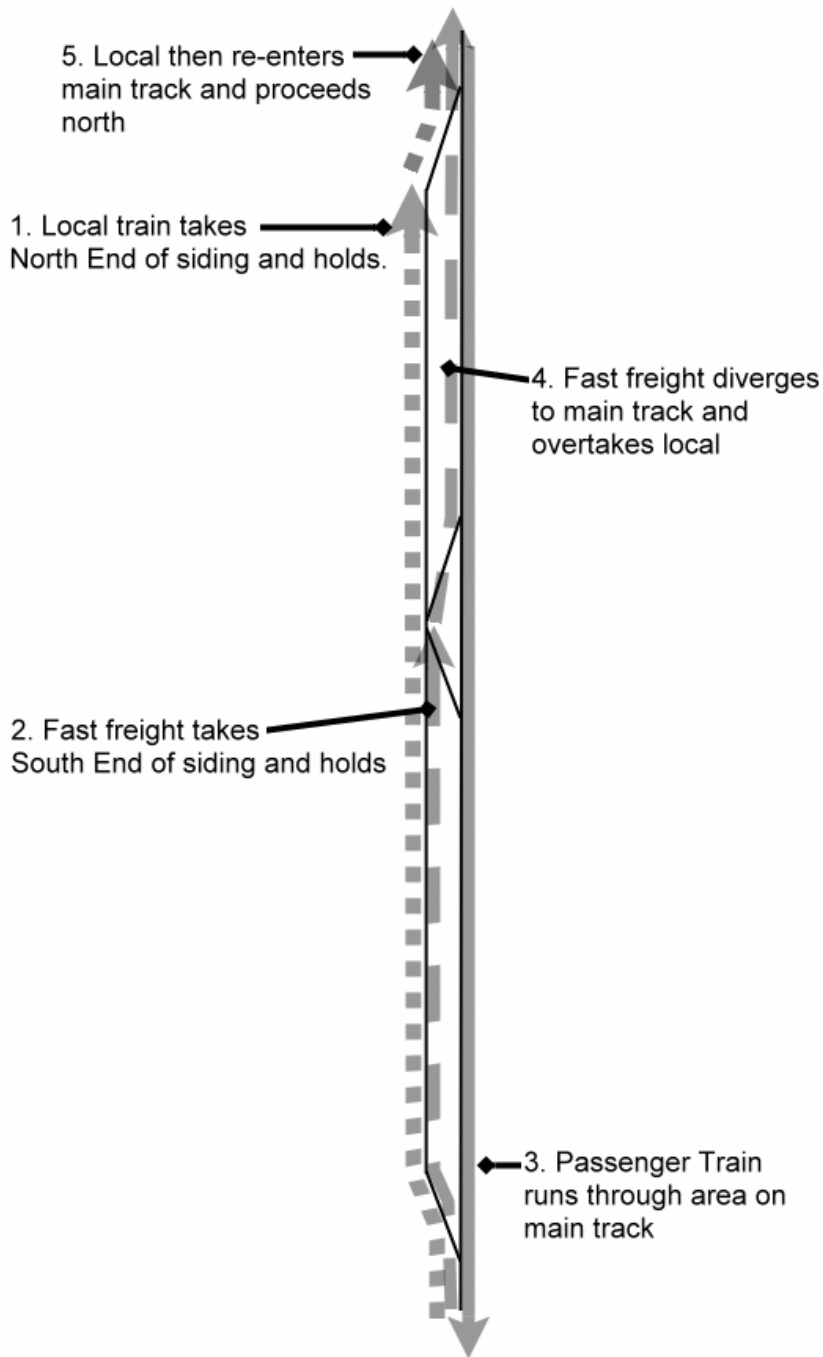 5. Local then re-enters
main track and proceeds
north
1. Local train takes
North End of siding and holds.
4. Fast freight diverges
to main track and
overtakes local
2. Fast freight takes
South End of siding and holds
3. Passenger Train
runs through area on
main track